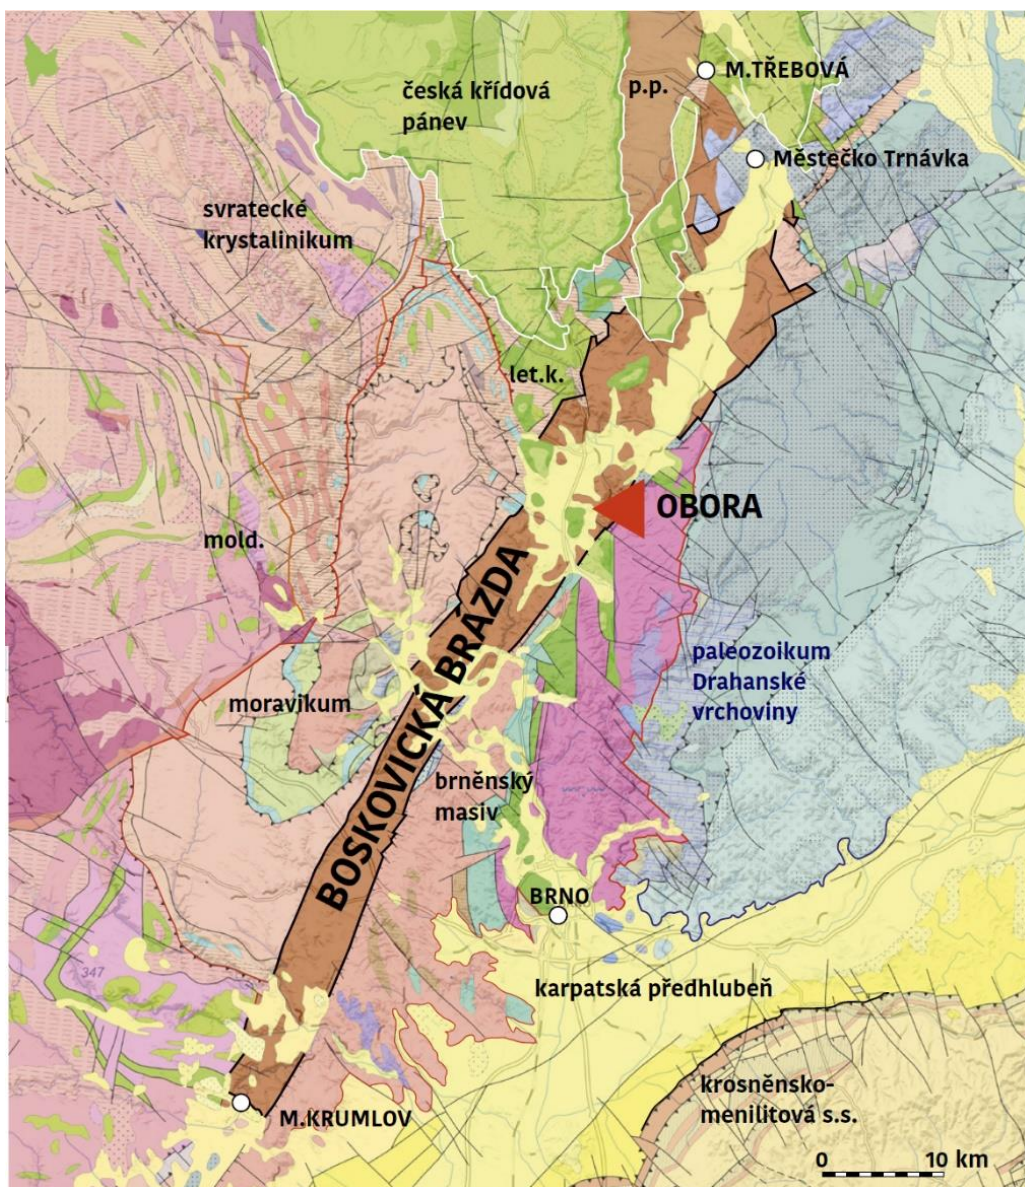 M.TŘEBOVÁ
p.p.
česká křídová
pánev
Městečko Trnávka
svratecké
krystalinikum
let.k.
OBORA
mold.
BOSKOVICKÁ BRÁZDA
paleozoikum
Drahanské
vrchoviny
moravikum
brněnský
masiv
BRNO
347
karpatská předhlubeň
krosněnsko-
menilitová s.s.
M.KRUMLOV
0 10 km